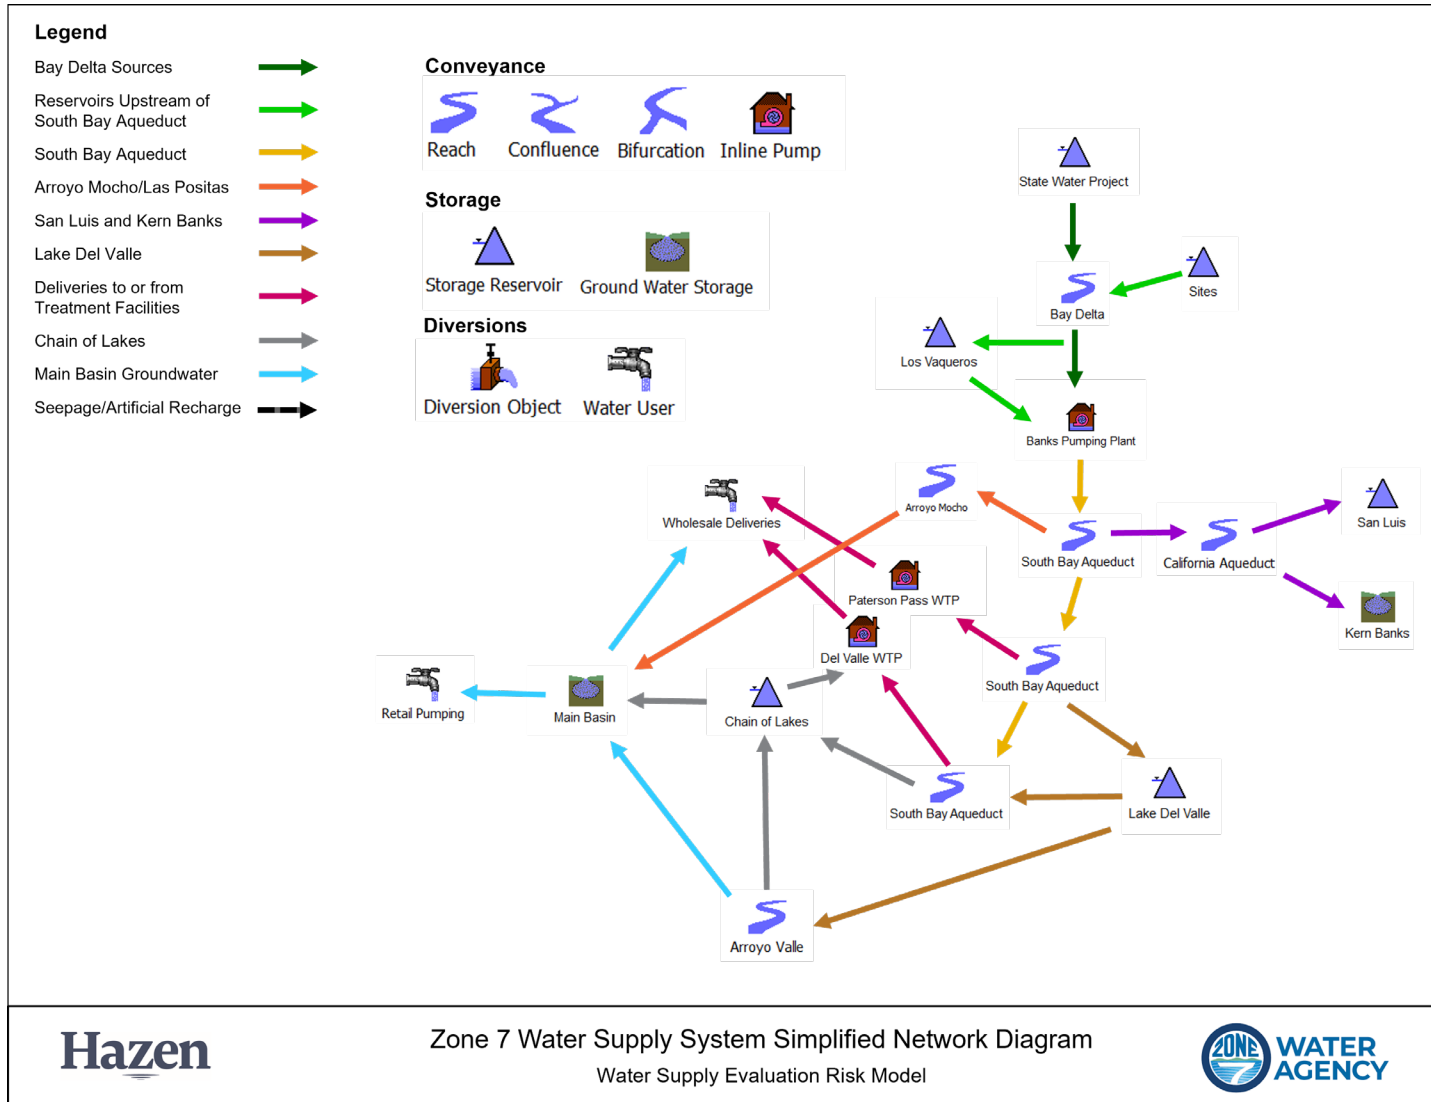 Legend
Bay Delta Sources
Reservoirs Upstream of
South Bay Aqueduct
South Bay Aqueduct
Arroyo Mocho/Las Positas
San Luis and Kern Banks
Lake Del Valle
Deliveries to or from
Treatment Facilities
Chain of Lakes
Main Basin Groundwater
Seepage/Artificial Recharge
Conveyance
Reach
Confluence
Bifurcation
Inline Pump
Storage
Storage Reservoir
Ground Water Storage
Diversions
Diversion Object
Water User
State Water Project
Sites
Bay Delta
Los Vaqueros
Banks Pumping Plant
Wholesale Deliveries
Arroyo Mocho
South Bay Aqueduct
California Aqueduct
San Luis
Kern Banks
Paterson Pass WTP
Del Valle WTP
South Bay Aqueduct
Retail Pumping
Main Basin
Chain of Lakes
South Bay Aqueduct
Lake Del Valle
Arroyo Valle
Hazen
Zone 7 Water Supply System Simplified Network Diagram
Water Supply Evaluation Risk Model
ZONE
7
WATER
AGENCY